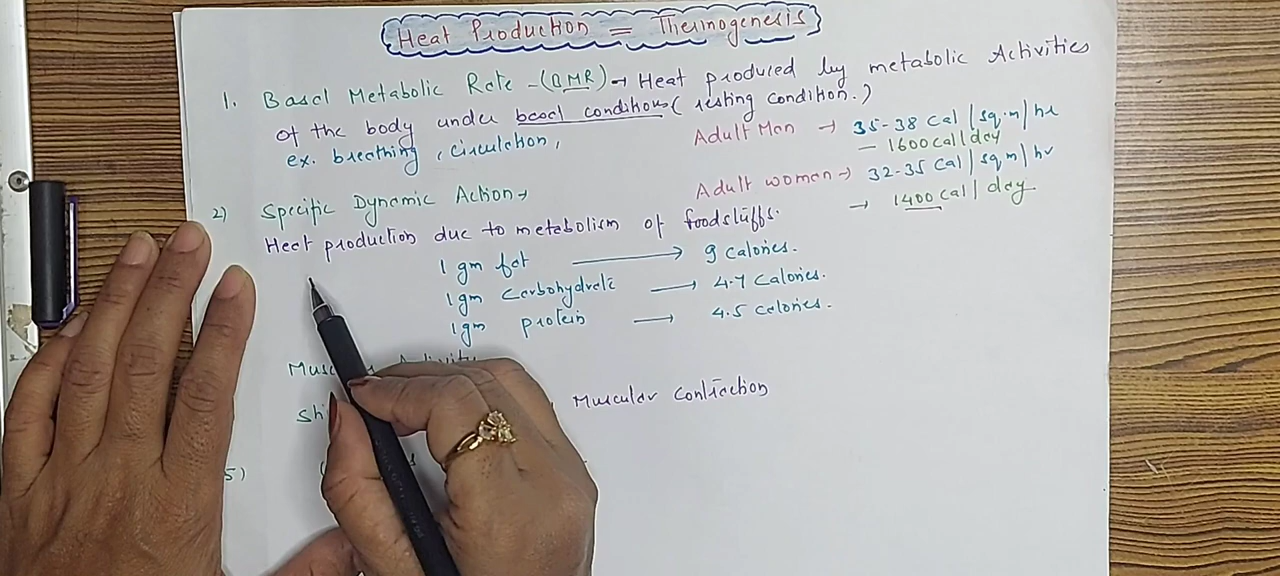 Heat Production = Thermogenesis
1. Basal Metabolic Rate - (BMR) → Heat produced by metabolic Activities
of the body under basal conditions (resting condition.)
ex. breathing, circulation,
Adult Man → 35-38 Cal / sq.m / hr
— 1600 cal / day
Adult women → 32-35 Cal / sq m / hr
→ 1400 cal / day.
2) Specific Dynamic Action →
Heat production due to metabolism of foodstuffs.
1 gm fat → 9 calories.
1 gm Carbohydrate → 4.7 Calories.
1 gm protein → 4.5 calories.
Muscular Contraction
5)